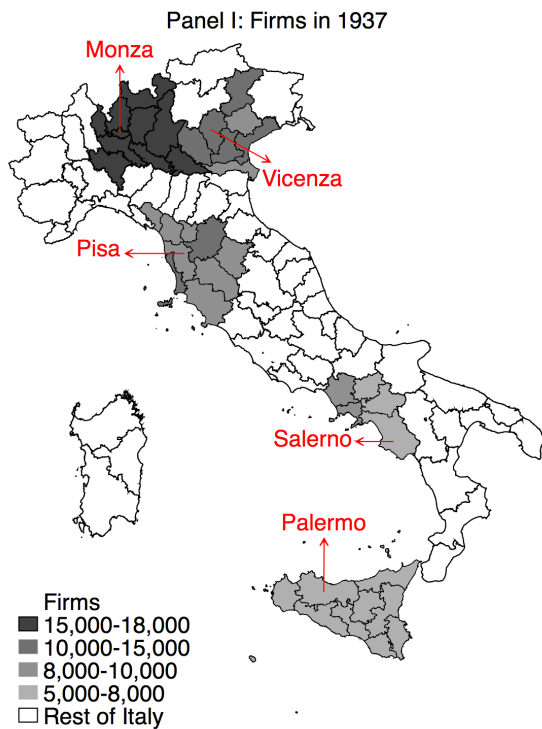 Panel I: Firms in 1937
Monza
Vicenza
Pisa
Salerno
Palermo
Firms
15,000-18,000
10,000-15,000
8,000-10,000
5,000-8,000
Rest of Italy